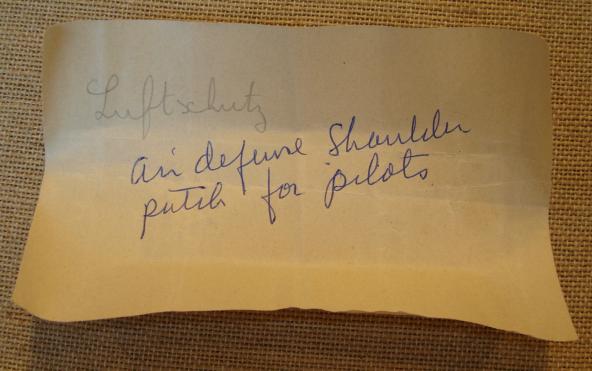 Luftschutz
air defense shoulder
patch for pilots